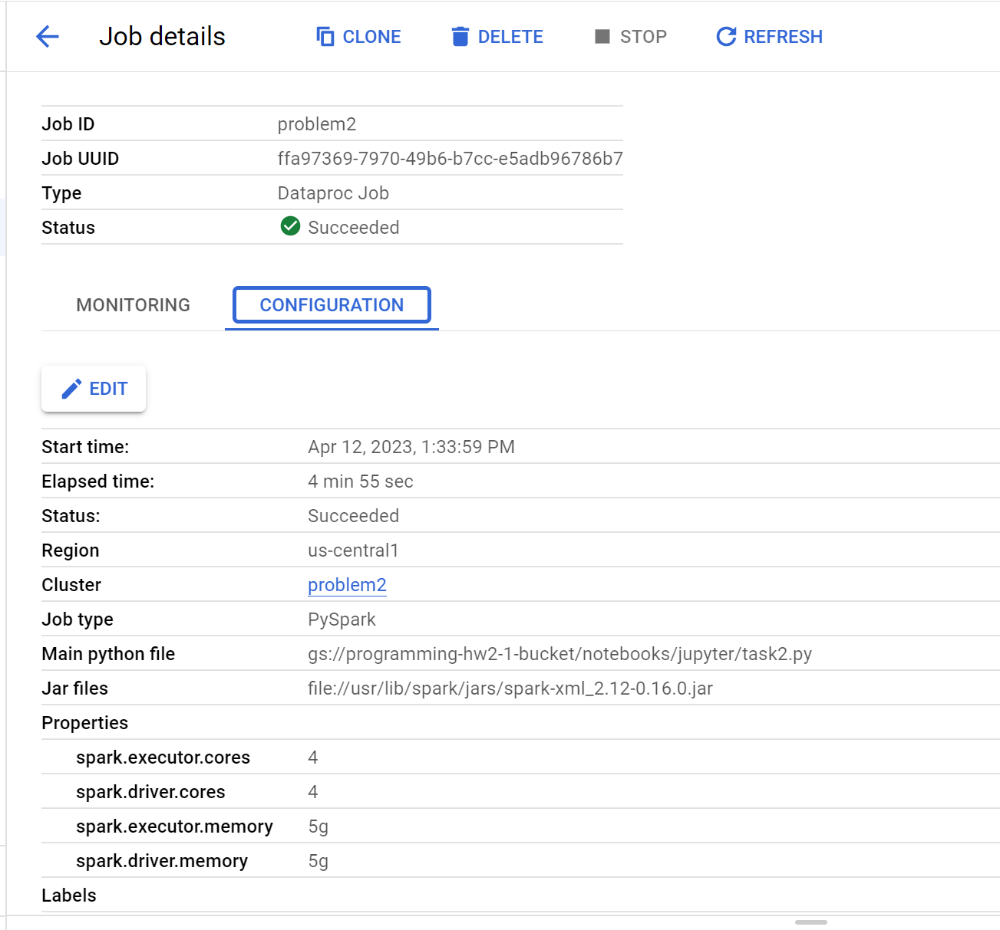 Job details CLONE DELETE STOP REFRESH
Job ID problem2
Job UUID ffa97369-7970-49b6-b7cc-e5adb96786b7
Type Dataproc Job
Status Succeeded
MONITORING CONFIGURATION
EDIT
Start time: Apr 12, 2023, 1:33:59 PM
Elapsed time: 4 min 55 sec
Status: Succeeded
Region us-central1
Cluster problem2
Job type PySpark
Main python file gs://programming-hw2-1-bucket/notebooks/jupyter/task2.py
Jar files file://usr/lib/spark/jars/spark-xml_2.12-0.16.0.jar
Properties
spark.executor.cores 4
spark.driver.cores 4
spark.executor.memory 5g
spark.driver.memory 5g
Labels